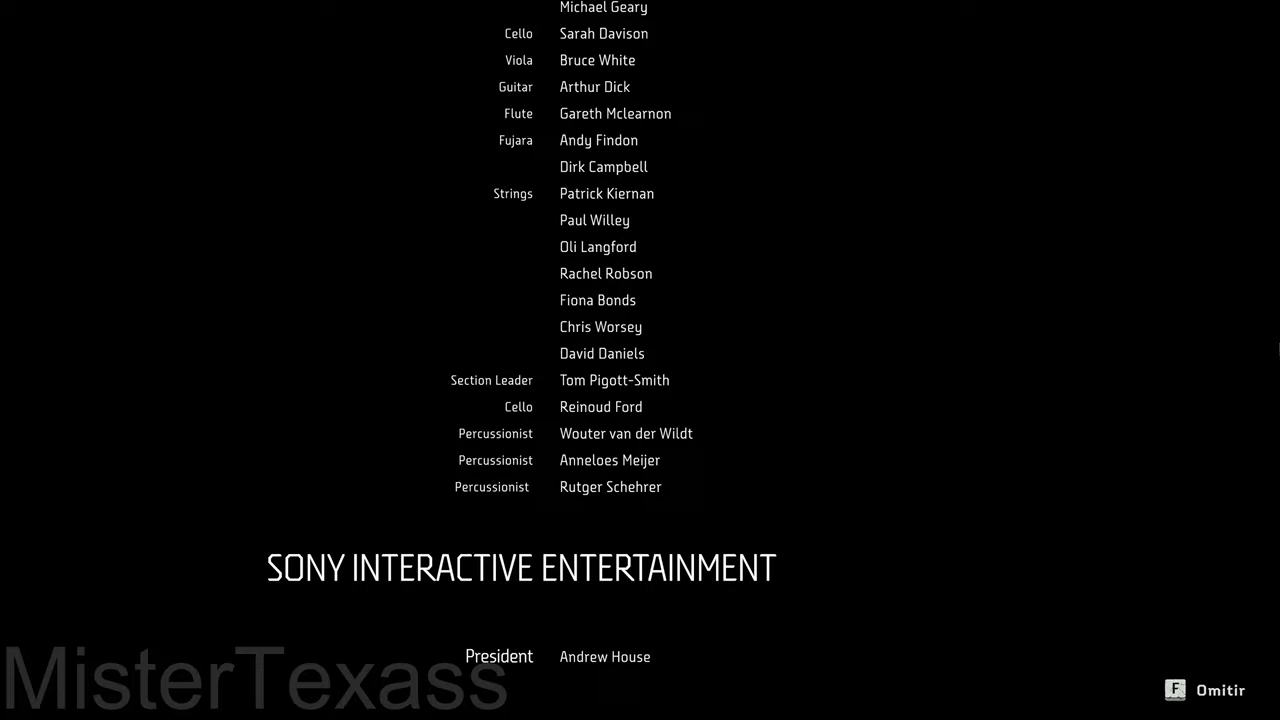 Michael Geary
Cello Sarah Davison
Viola Bruce White
Guitar Arthur Dick
Flute Gareth Mclearnon
Fujara Andy Findon
Dirk Campbell
Strings Patrick Kiernan
Paul Willey
Oli Langford
Rachel Robson
Fiona Bonds
Chris Worsey
David Daniels
Section Leader Tom Pigott-Smith
Cello Reinoud Ford
Percussionist Wouter van der Wildt
Percussionist Anneloes Meijer
Percussionist Rutger Schehrer
SONY INTERACTIVE ENTERTAINMENT
President Andrew House
MisterTexass
F Omitir